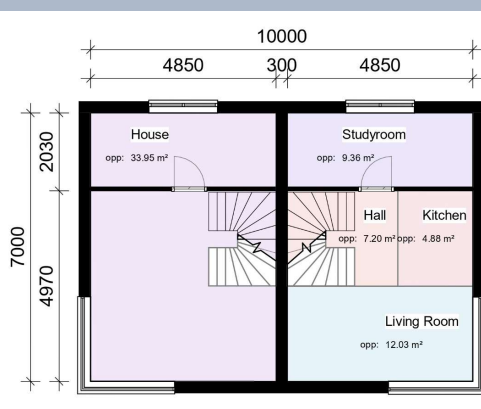 10000
4850 300 4850
2030
7000
4970
House
opp: 33.95 m²
Studyroom
opp: 9.36 m²
Hall
opp: 7.20 m²
Kitchen
opp: 4.88 m²
Living Room
opp: 12.03 m²